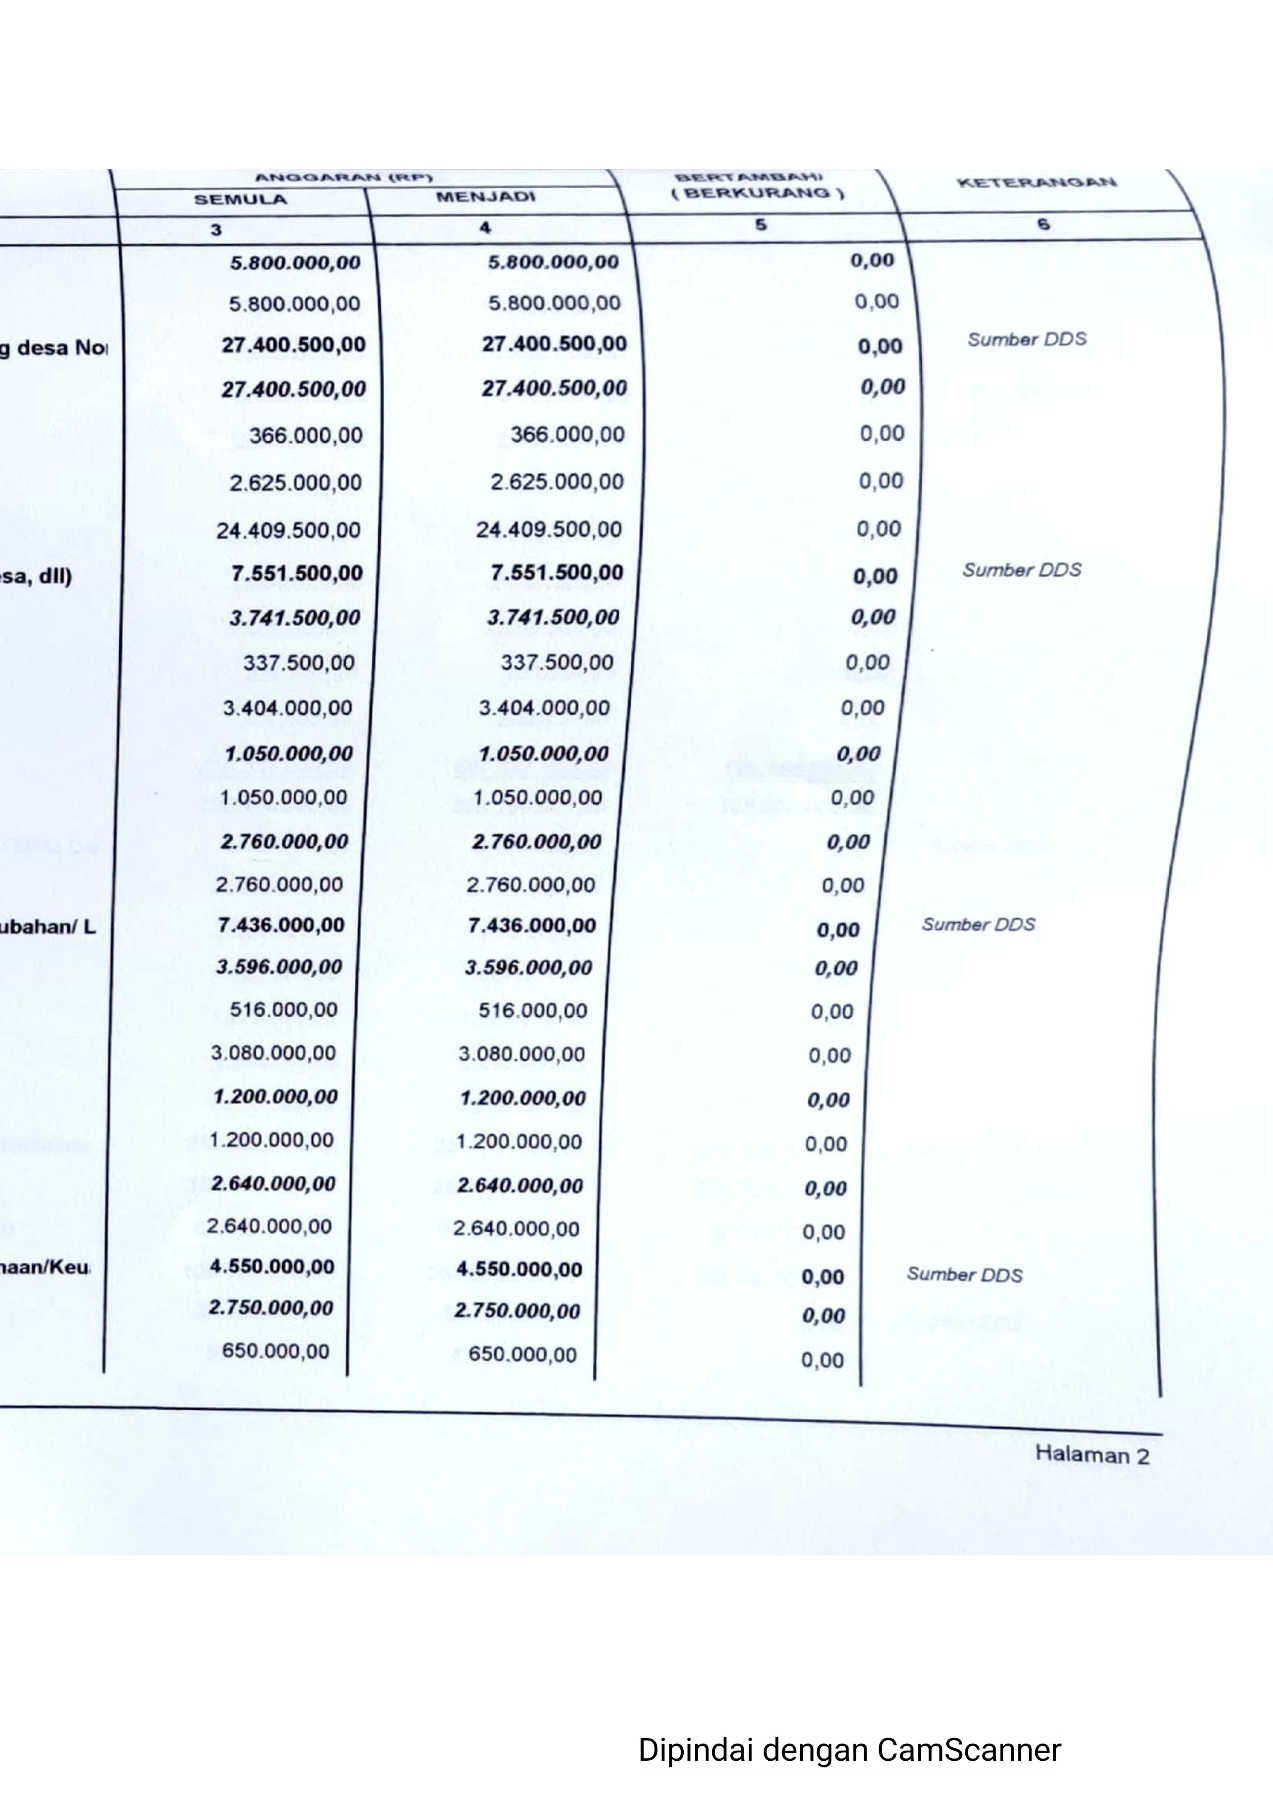 ANGGARAN (RP) BERTAMBAH/ KETERANGAN
SEMULA MENJADI ( BERKURANG )
3 4 5 6
5.800.000,00 5.800.000,00 0,00
5.800.000,00 5.800.000,00 0,00
g desa Nor 27.400.500,00 27.400.500,00 0,00 Sumber DDS
27.400.500,00 27.400.500,00 0,00
366.000,00 366.000,00 0,00
2.625.000,00 2.625.000,00 0,00
24.409.500,00 24.409.500,00 0,00
esa, dll) 7.551.500,00 7.551.500,00 0,00 Sumber DDS
3.741.500,00 3.741.500,00 0,00
337.500,00 337.500,00 0,00
3.404.000,00 3.404.000,00 0,00
1.050.000,00 1.050.000,00 0,00
1.050.000,00 1.050.000,00 0,00
2.760.000,00 2.760.000,00 0,00
2.760.000,00 2.760.000,00 0,00
ubahan/ L 7.436.000,00 7.436.000,00 0,00 Sumber DDS
3.596.000,00 3.596.000,00 0,00
516.000,00 516.000,00 0,00
3.080.000,00 3.080.000,00 0,00
1.200.000,00 1.200.000,00 0,00
1.200.000,00 1.200.000,00 0,00
2.640.000,00 2.640.000,00 0,00
2.640.000,00 2.640.000,00 0,00
naan/Keu 4.550.000,00 4.550.000,00 0,00 Sumber DDS
2.750.000,00 2.750.000,00 0,00
650.000,00 650.000,00 0,00
Halaman 2
Dipindai dengan CamScanner